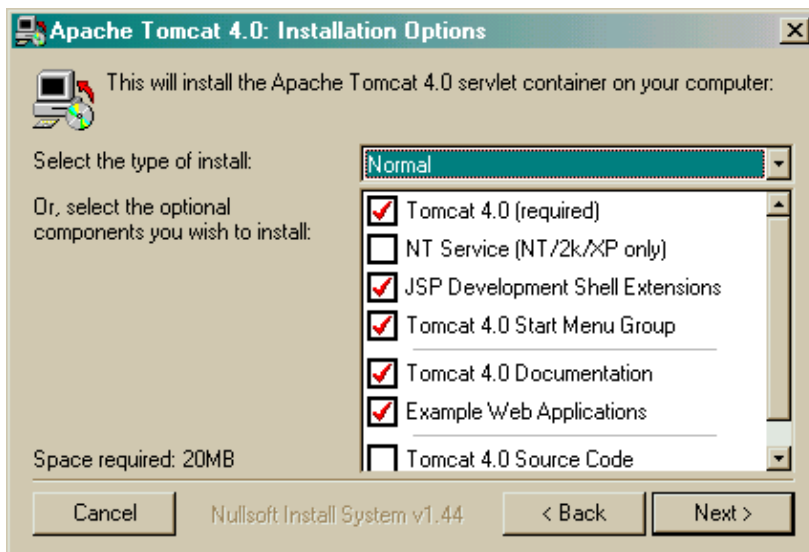 Apache Tomcat 4.0: Installation Options
This will install the Apache Tomcat 4.0 servlet container on your computer:
Select the type of install:
Normal
Or, select the optional
components you wish to install:
Tomcat 4.0 (required)
NT Service (NT/2k/XP only)
JSP Development Shell Extensions
Tomcat 4.0 Start Menu Group
Tomcat 4.0 Documentation
Example Web Applications
Tomcat 4.0 Source Code
Space required: 20MB
Cancel
Nullsoft Install System v1.44
< Back
Next >